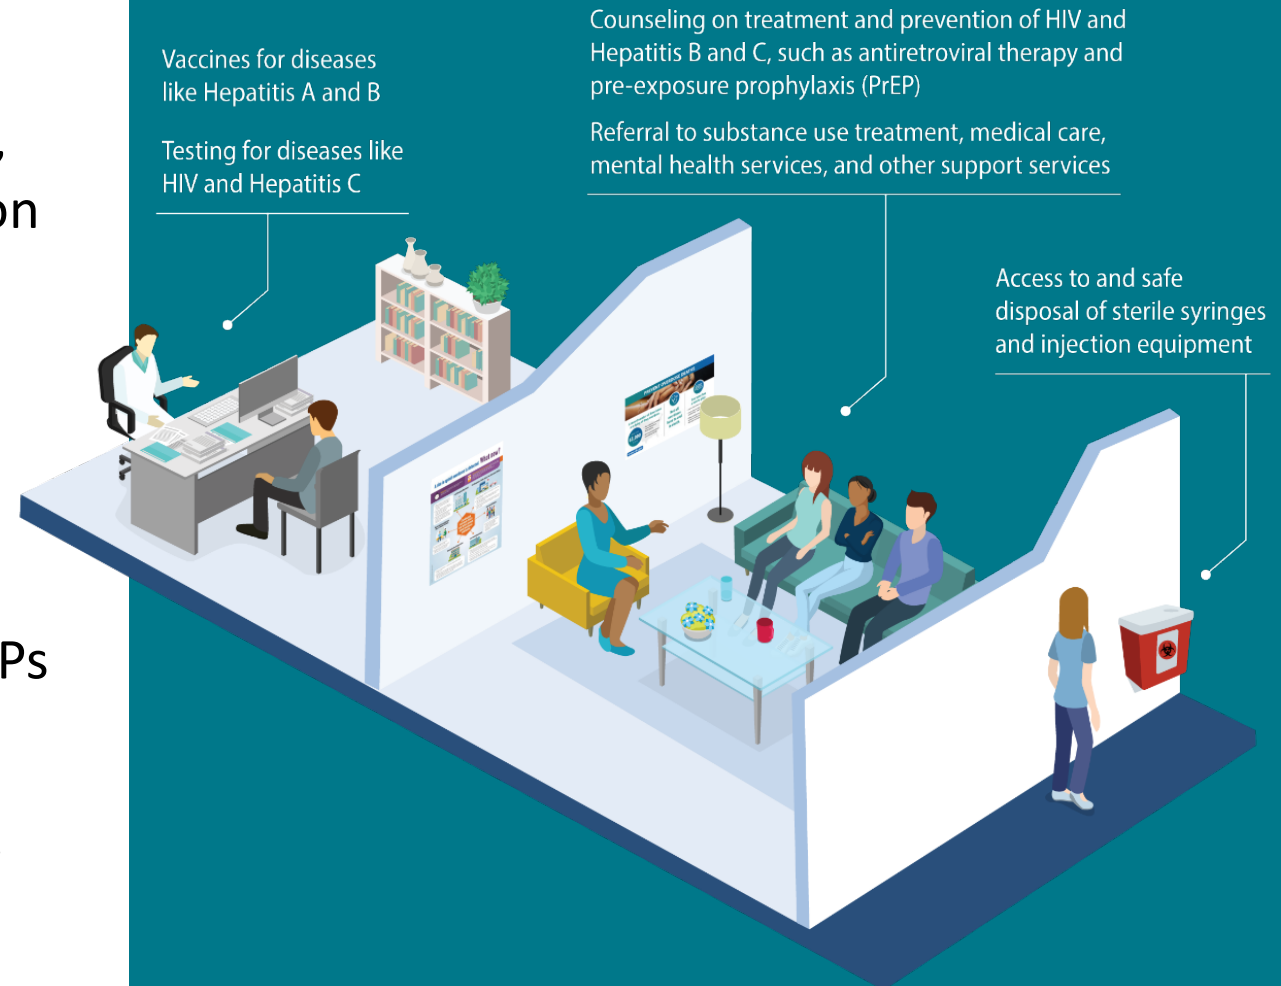 ,
on
Ps
Vaccines for diseases
like Hepatitis A and B
Testing for diseases like
HIV and Hepatitis C
Counseling on treatment and prevention of HIV and
Hepatitis B and C, such as antiretroviral therapy and
pre-exposure prophylaxis (PrEP)
Referral to substance use treatment, medical care,
mental health services, and other support services
Access to and safe
disposal of sterile syringes
and injection equipment
What now?